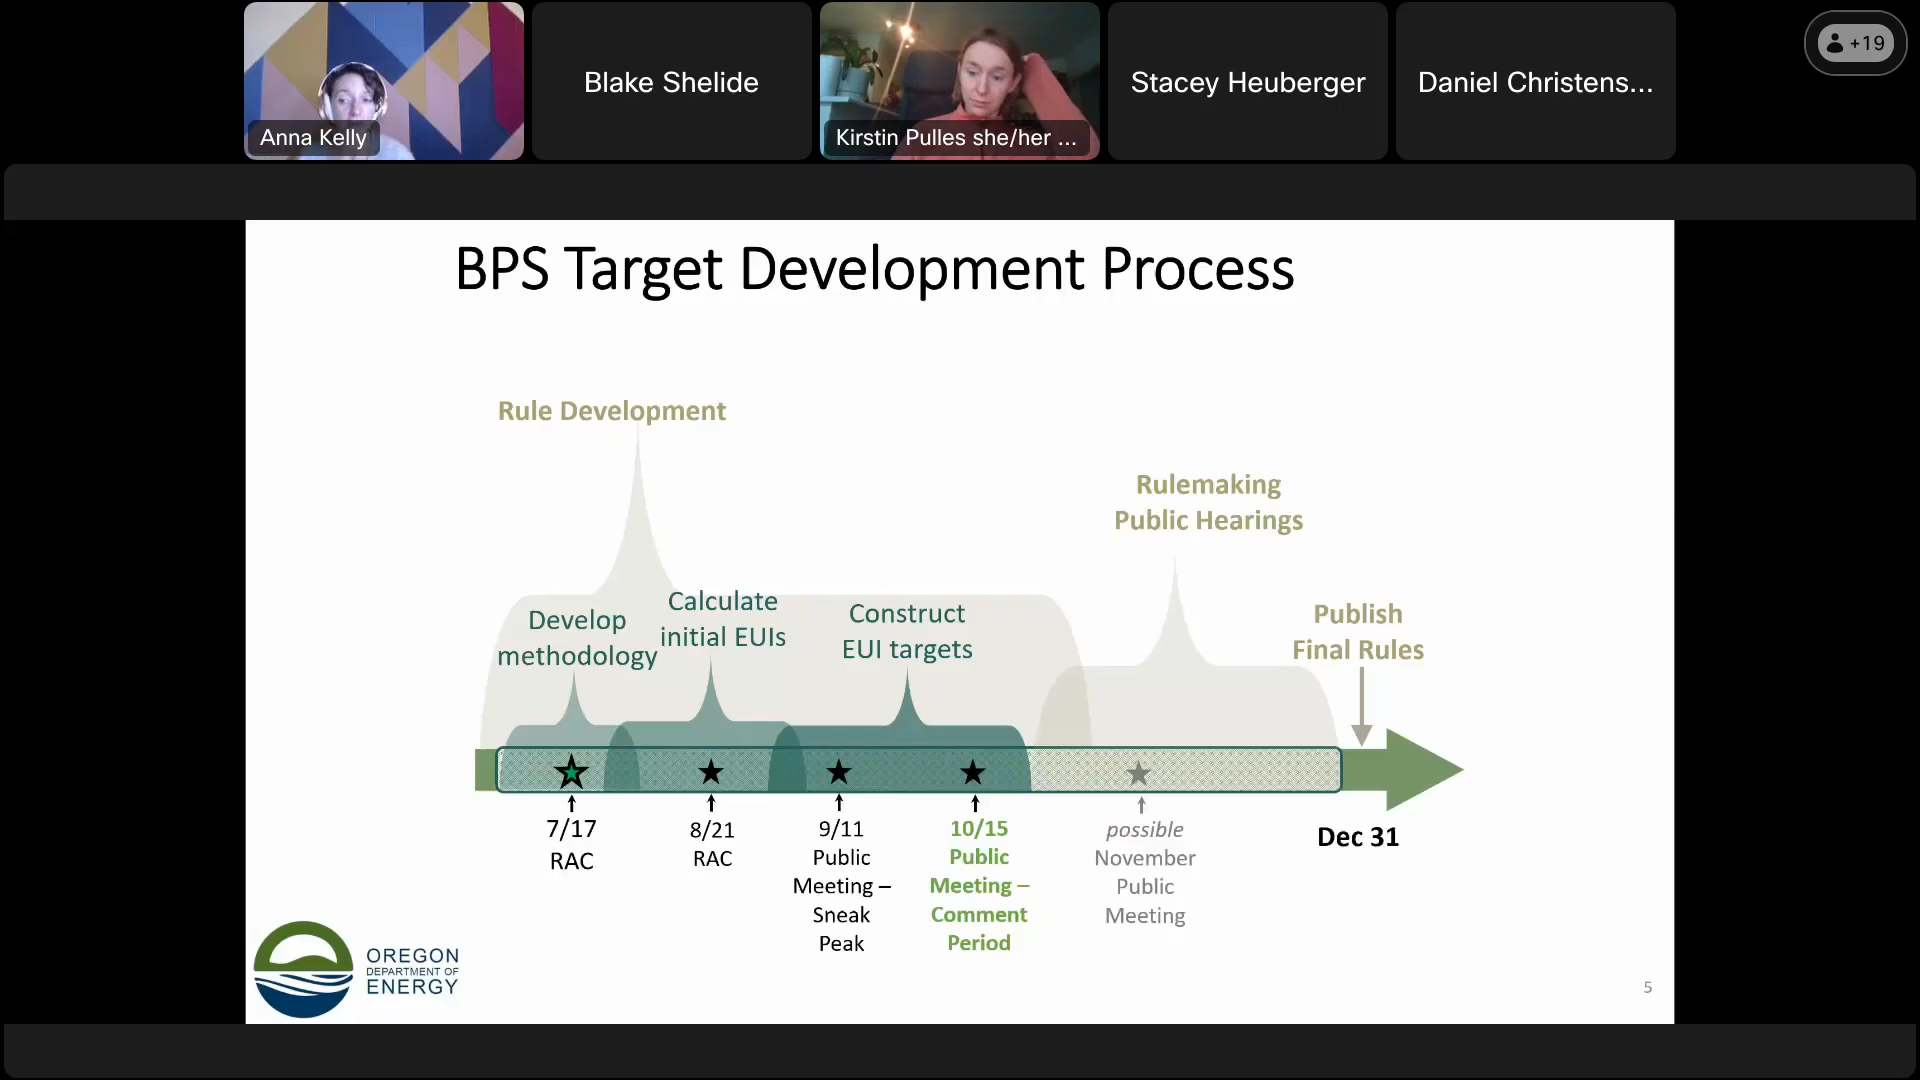 Anna Kelly
Blake Shelide
Kirstin Pulles she/her ...
Stacey Heuberger
Daniel Christens...
+19
BPS Target Development Process
Rule Development
Rulemaking
Public Hearings
Develop
methodology
Calculate
initial EUIs
Construct
EUI targets
Publish
Final Rules
7/17
RAC
8/21
RAC
9/11
Public
Meeting –
Sneak
Peak
10/15
Public
Meeting –
Comment
Period
possible
November
Public
Meeting
Dec 31
OREGON
DEPARTMENT OF
ENERGY
5